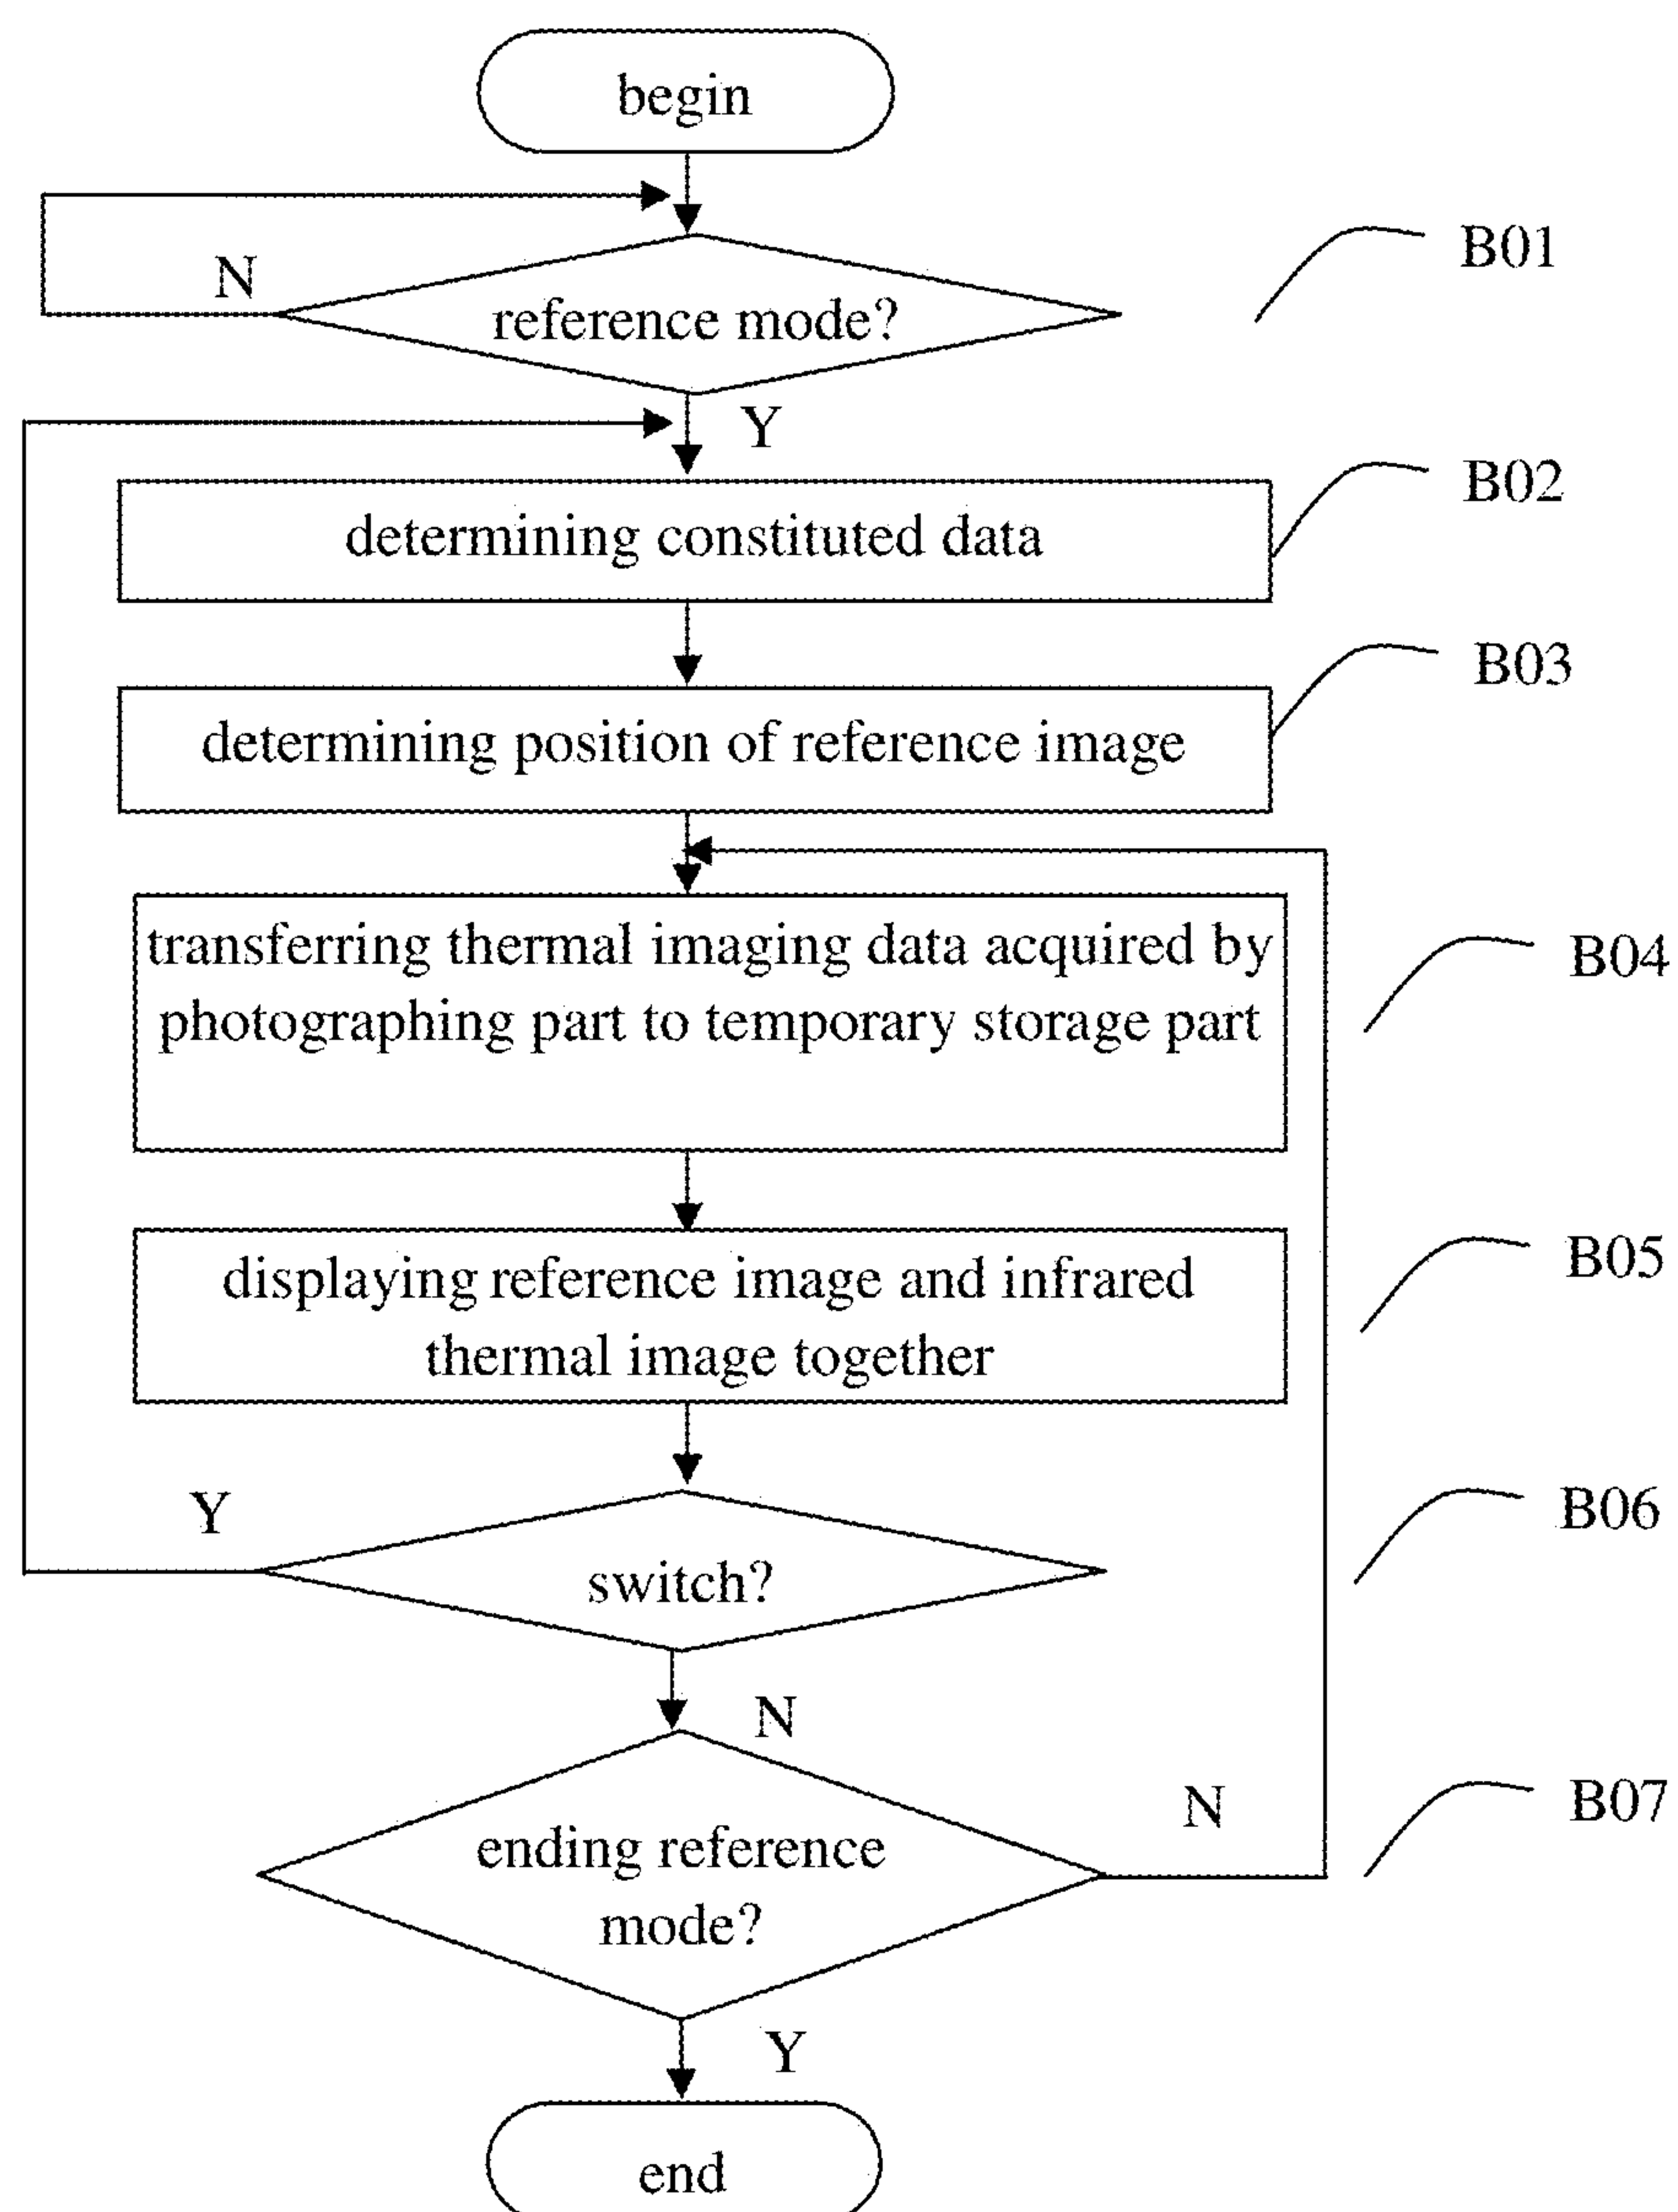 begin
B01
N
reference mode?
Y
B02
determining constituted data
B03
determining position of reference image
transferring thermal imaging data acquired by
photographing part to temporary storage part
B04
displaying reference image and infrared
thermal image together
B05
Y
B06
switch?
N
N
B07
ending reference
mode?
Y
end